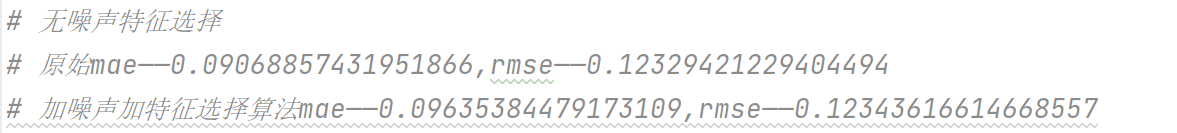 # 无噪声特征选择
# 原始mae——0.09068857431951866,rmse——0.12329421229404494
# 加噪声加特征选择算法mae——0.09635384479173109,rmse——0.12343616614668557